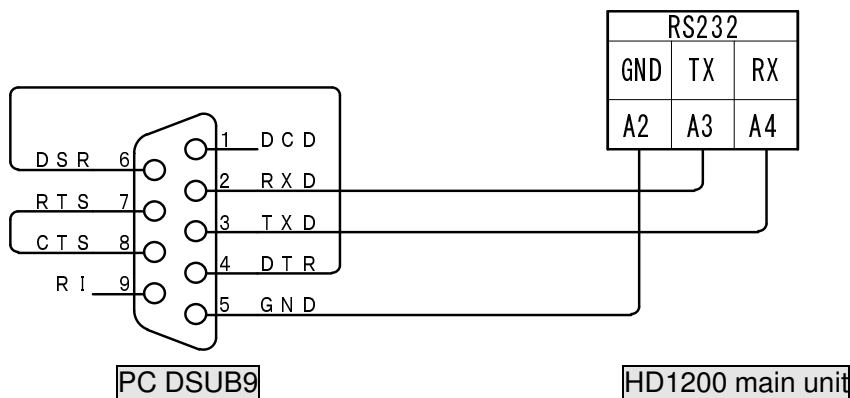 RS232
GND TX RX
A2 A3 A4
1 DCD
DSR 6
2 RXD
RTS 7
3 TXD
CTS 8
4 DTR
RI 9
5 GND
PC DSUB9
HD1200 main unit